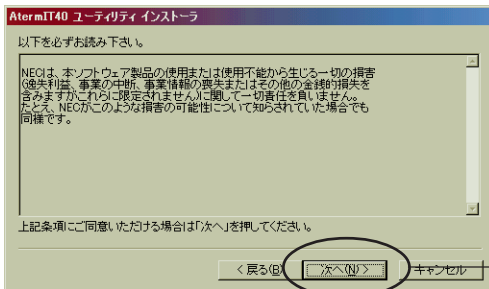 AtermIT40 ユーティリティ インストーラ
以下を必ずお読み下さい。
NECは、本ソフトウェア製品の使用または使用不能から生じる一切の損害
(逸失利益、事業の中断、事業情報の喪失またはその他の金銭的損失を
含みますがこれらに限定されません)に関して一切責任を負いません。
たとえ、NECがこのような損害の可能性について知らされていた場合でも
同様です。
上記条項にご同意いただける場合は「次へ」を押してください。
< 戻る(B) 次へ(N) > キャンセル